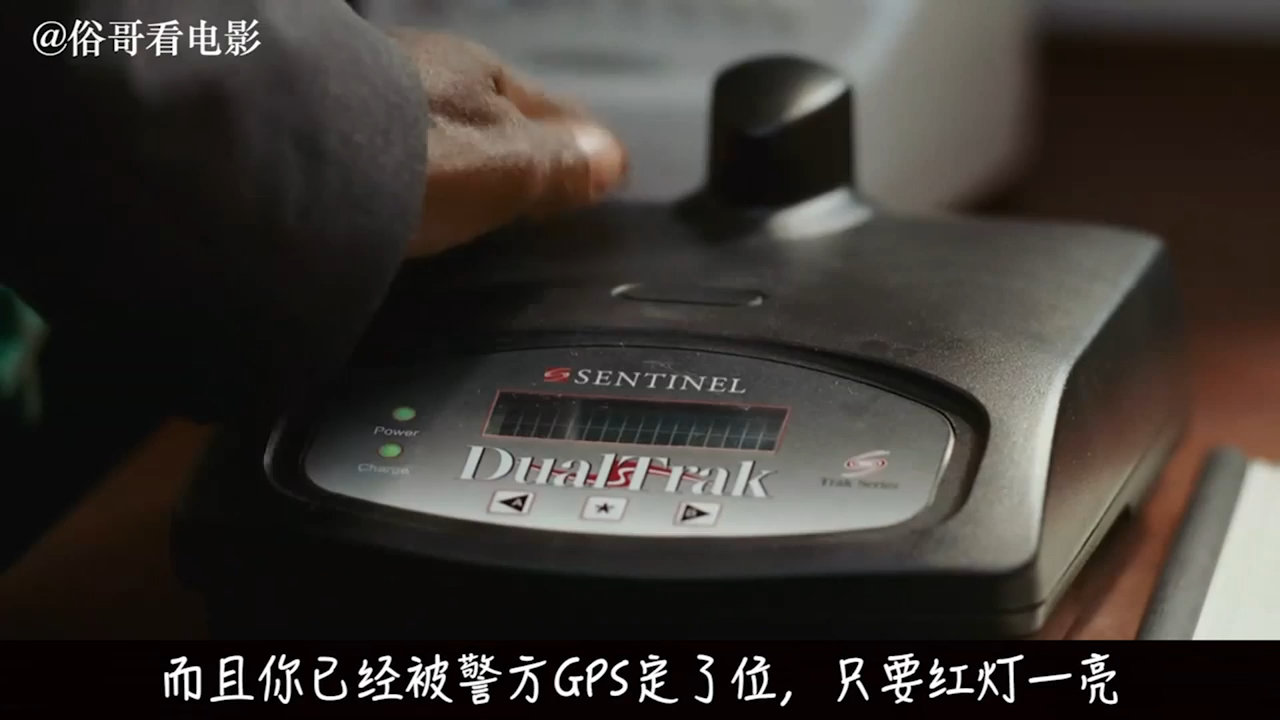 @俗哥看电影
SENTINEL
Power
Charge
DualTrak
Trak Series
A
★
B
而且你已经被警方GPS定了位，只要红灯一亮